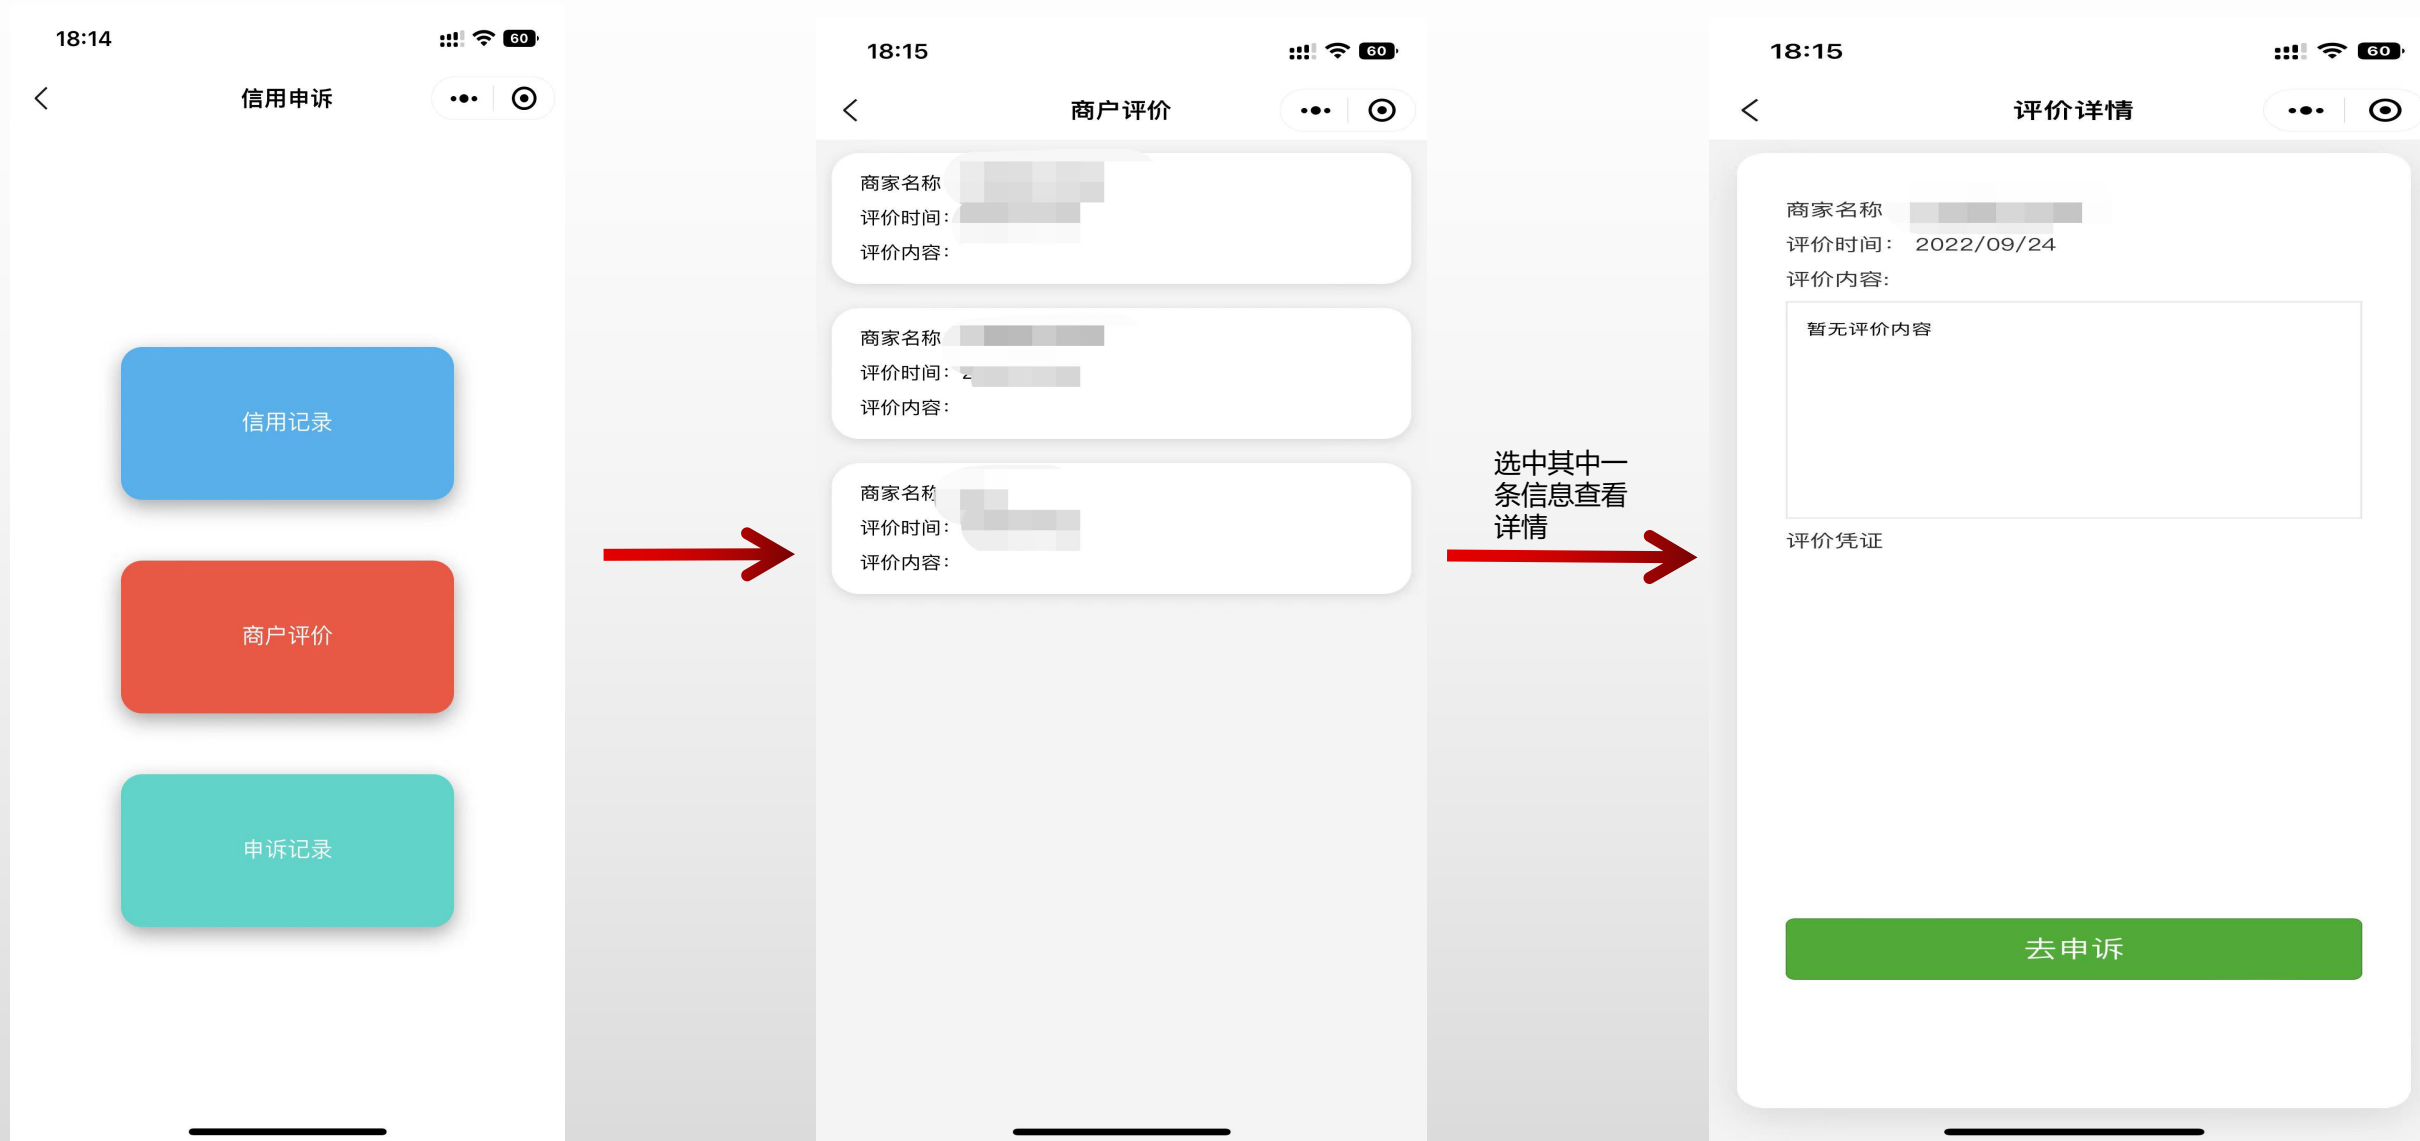 18:14
60
信用申诉
信用记录
商户评价
申诉记录
18:15
60
商户评价
商家名称
评价时间：
评价内容：
商家名称
评价时间：
评价内容：
商家名称
评价时间：
评价内容：
选中其中一
条信息查看
详情
18:15
60
评价详情
商家名称
评价时间： 2022/09/24
评价内容:
暂无评价内容
评价凭证
去申诉